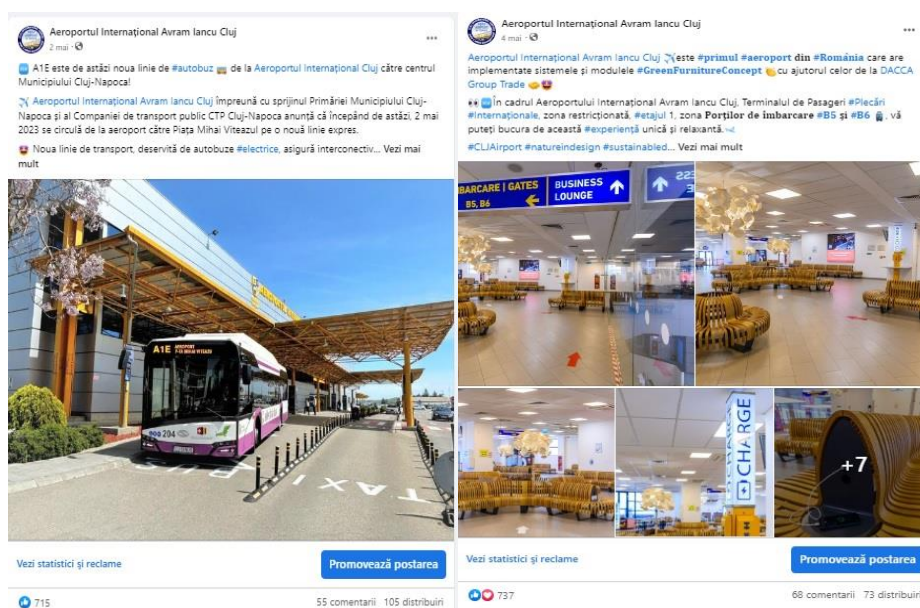 Aeroportul Internațional Avram Iancu Cluj
2 mai
A1E este de astăzi noua linie de #autobuz de la Aeroportul Internațional Cluj către centrul
Municipiului Cluj-Napoca!
Aeroportul Internațional Avram Iancu Cluj împreună cu sprijinul Primăriei Municipiului Cluj-
Napoca și al Companiei de transport public CTP Cluj-Napoca anunță că începând de astăzi, 2 mai
2023 se circulă de la aeroport către Piața Mihai Viteazul pe o nouă linie expres.
Noua linie de transport, deservită de autobuze #electrice, asigură interconectiv... Vezi mai
mult
A1E AEROPORT
P-TA MIHAI VITEAZU
204
TAXI
Vezi statistici și reclame
Promovează postarea
715
55 comentarii 105 distribuiri
Aeroportul Internațional Avram Iancu Cluj
4 mai
Aeroportul Internațional Avram Iancu Cluj este #primul #aeroport din #România care are
implementate sistemele și modulele #GreenFurnitureConcept cu ajutorul celor de la DACCA
Group Trade
În cadrul Aeroportului Internațional Avram Iancu Cluj, Terminalul de Pasageri #Plecări
#Internaționale, zona restricționată, #etajul 1, zona Porților de îmbarcare #B5 și #B6, vă
puteți bucura de această #experiență unică și relaxantă.
#CLJAirport #natureindesign #sustainabled... Vezi mai mult
MBARCARE | GATES
B5, B6
BUSINESS
LOUNGE
CHARGE
+7
Vezi statistici și reclame
Promovează postarea
737
68 comentarii 73 distribuiri